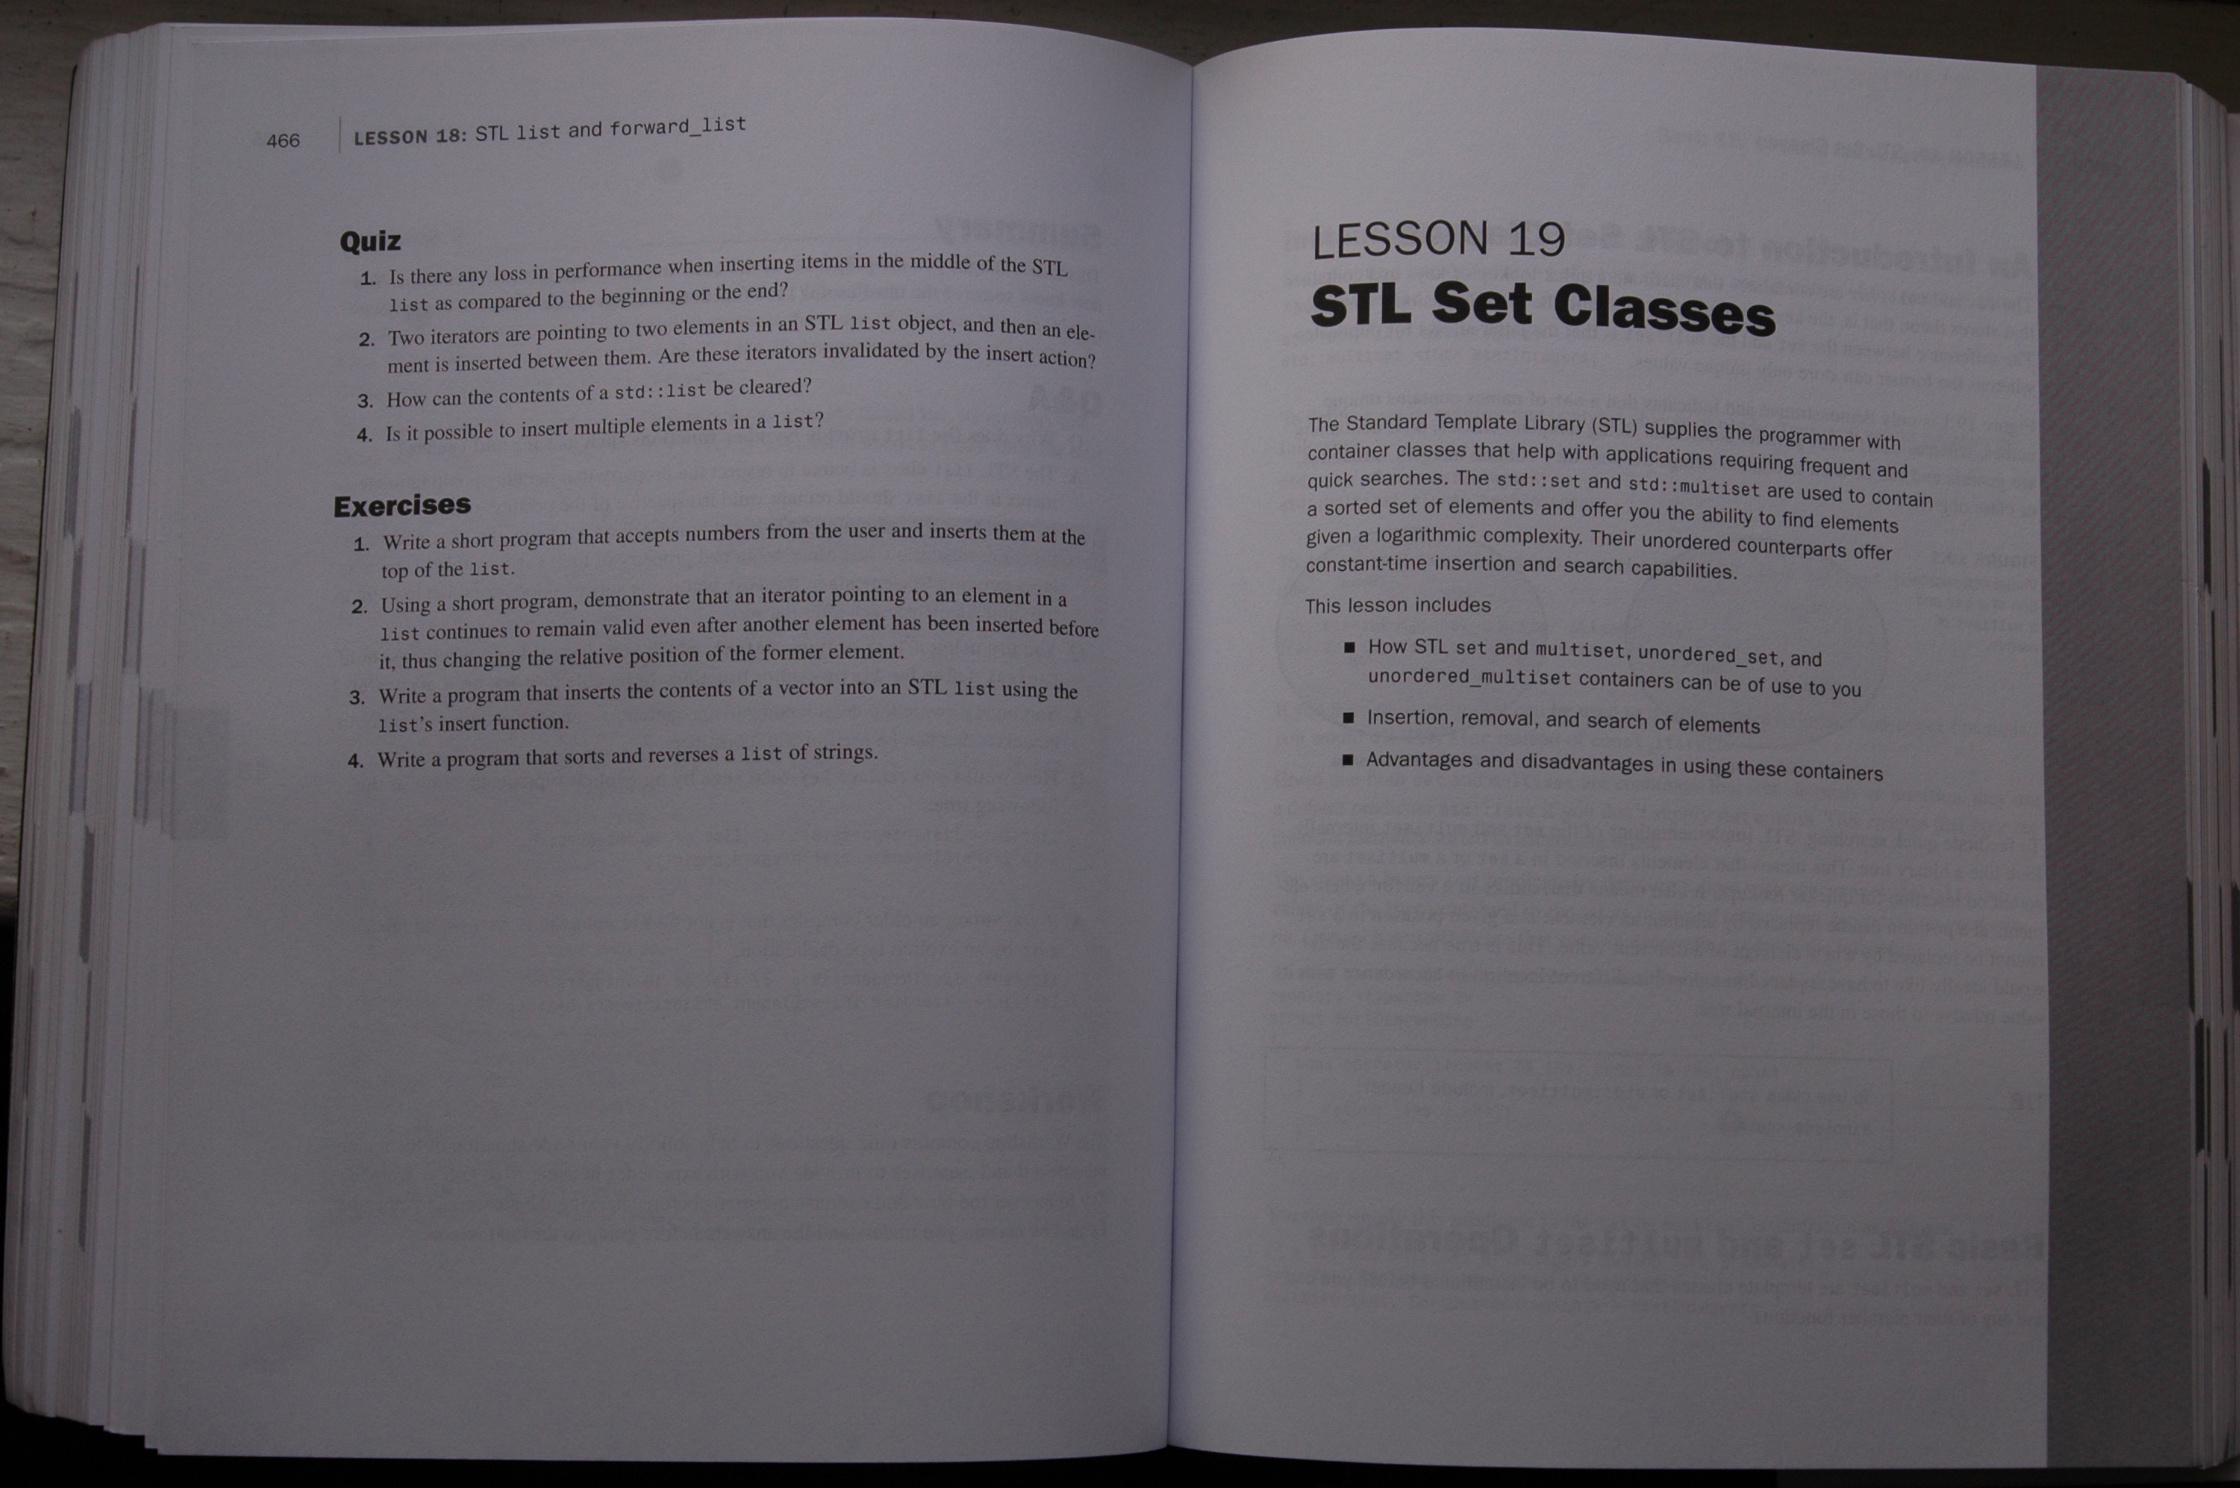 466 LESSON 18: STL list and forward_list
Quiz
1. Is there any loss in performance when inserting items in the middle of the STL
list as compared to the beginning or the end?
2. Two iterators are pointing to two elements in an STL list object, and then an ele-
ment is inserted between them. Are these iterators invalidated by the insert action?
3. How can the contents of a std::list be cleared?
4. Is it possible to insert multiple elements in a list?
Exercises
1. Write a short program that accepts numbers from the user and inserts them at the
top of the list.
2. Using a short program, demonstrate that an iterator pointing to an element in a
list continues to remain valid even after another element has been inserted before
it, thus changing the relative position of the former element.
3. Write a program that inserts the contents of a vector into an STL list using the
list's insert function.
4. Write a program that sorts and reverses a list of strings.
LESSON 19
STL Set Classes
The Standard Template Library (STL) supplies the programmer with
container classes that help with applications requiring frequent and
quick searches. The std::set and std::multiset are used to contain
a sorted set of elements and offer you the ability to find elements
given a logarithmic complexity. Their unordered counterparts offer
constant-time insertion and search capabilities.
This lesson includes
■ How STL set and multiset, unordered_set, and
unordered_multiset containers can be of use to you
■ Insertion, removal, and search of elements
■ Advantages and disadvantages in using these containers